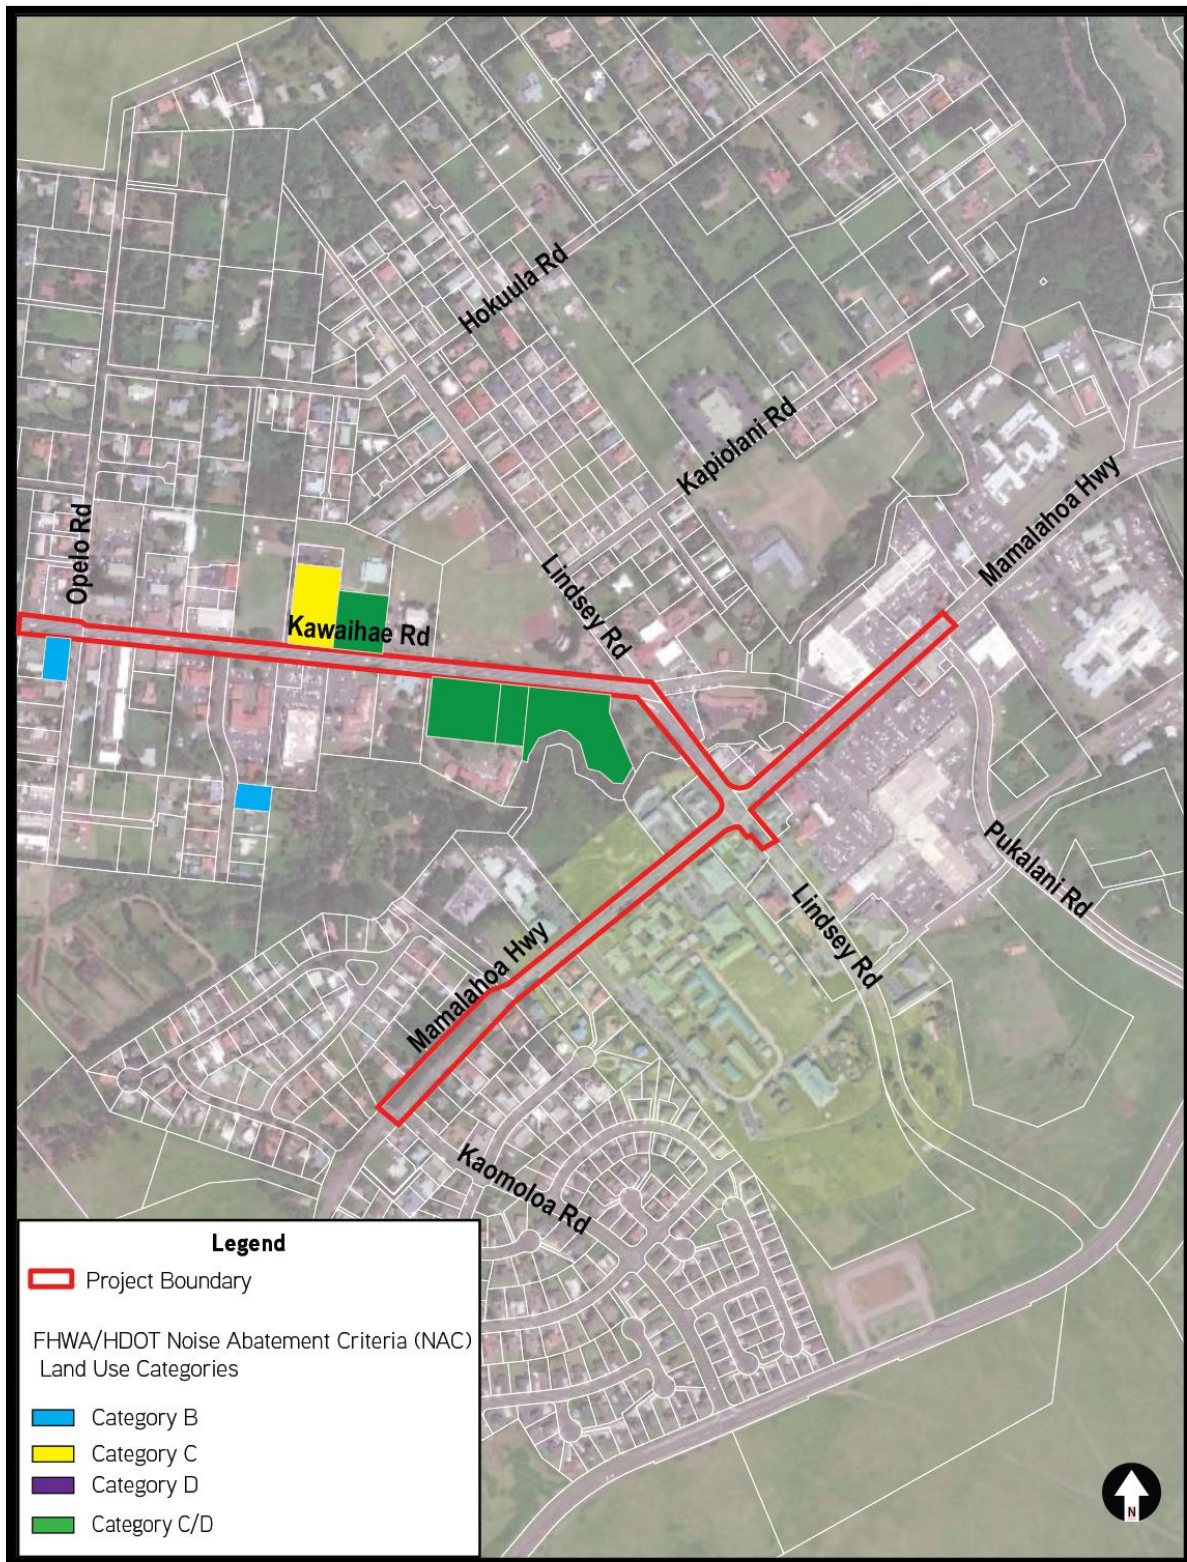 Hokuula Rd
Kapiolani Rd
Mamalahoa Hwy
Opelo Rd
Lindsey Rd
Kawaihae Rd
Pukalani Rd
Lindsey Rd
Mamalahoa Hwy
Kaomoloa Rd
Legend
Project Boundary
FHWA/HDOT Noise Abatement Criteria (NAC)
Land Use Categories
Category B
Category C
Category D
Category C/D
N